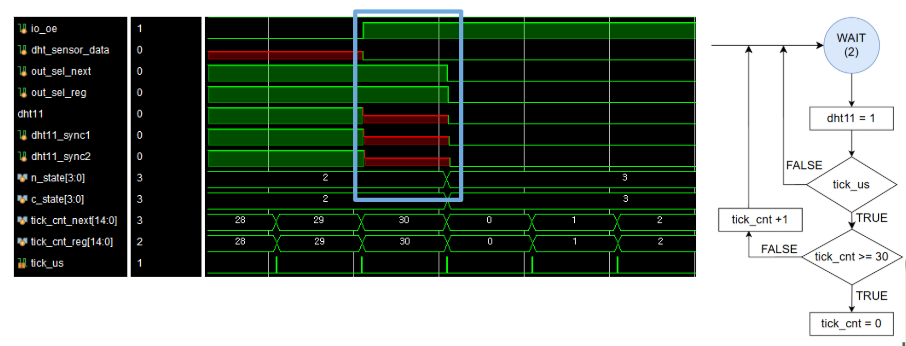 io_oe 1
dht_sensor_data 0
out_sel_next 0
out_sel_reg 0
dht11 0
dht11_sync1 0
dht11_sync2 0
n_state[3:0] 3 2 3
c_state[3:0] 3 2 3
tick_cnt_next[14:0] 3 28 29 30 0 1 2
tick_cnt_reg[14:0] 2 28 29 30 0 1 2
tick_us 1
WAIT
(2)
dht11 = 1
FALSE
tick_us
TRUE
tick_cnt +1
FALSE
tick_cnt >= 30
TRUE
tick_cnt = 0